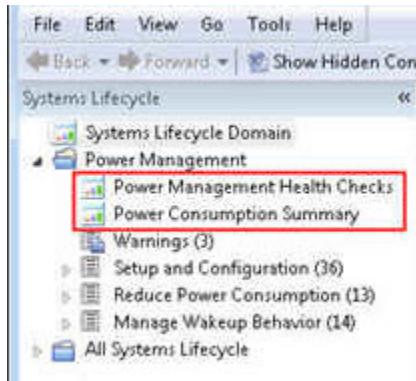 File Edit View Go Tools Help
Back Forward Show Hidden Con
Systems Lifecycle «
Systems Lifecycle Domain
Power Management
Power Management Health Checks
Power Consumption Summary
Warnings (3)
Setup and Configuration (36)
Reduce Power Consumption (13)
Manage Wakeup Behavior (14)
All Systems Lifecycle